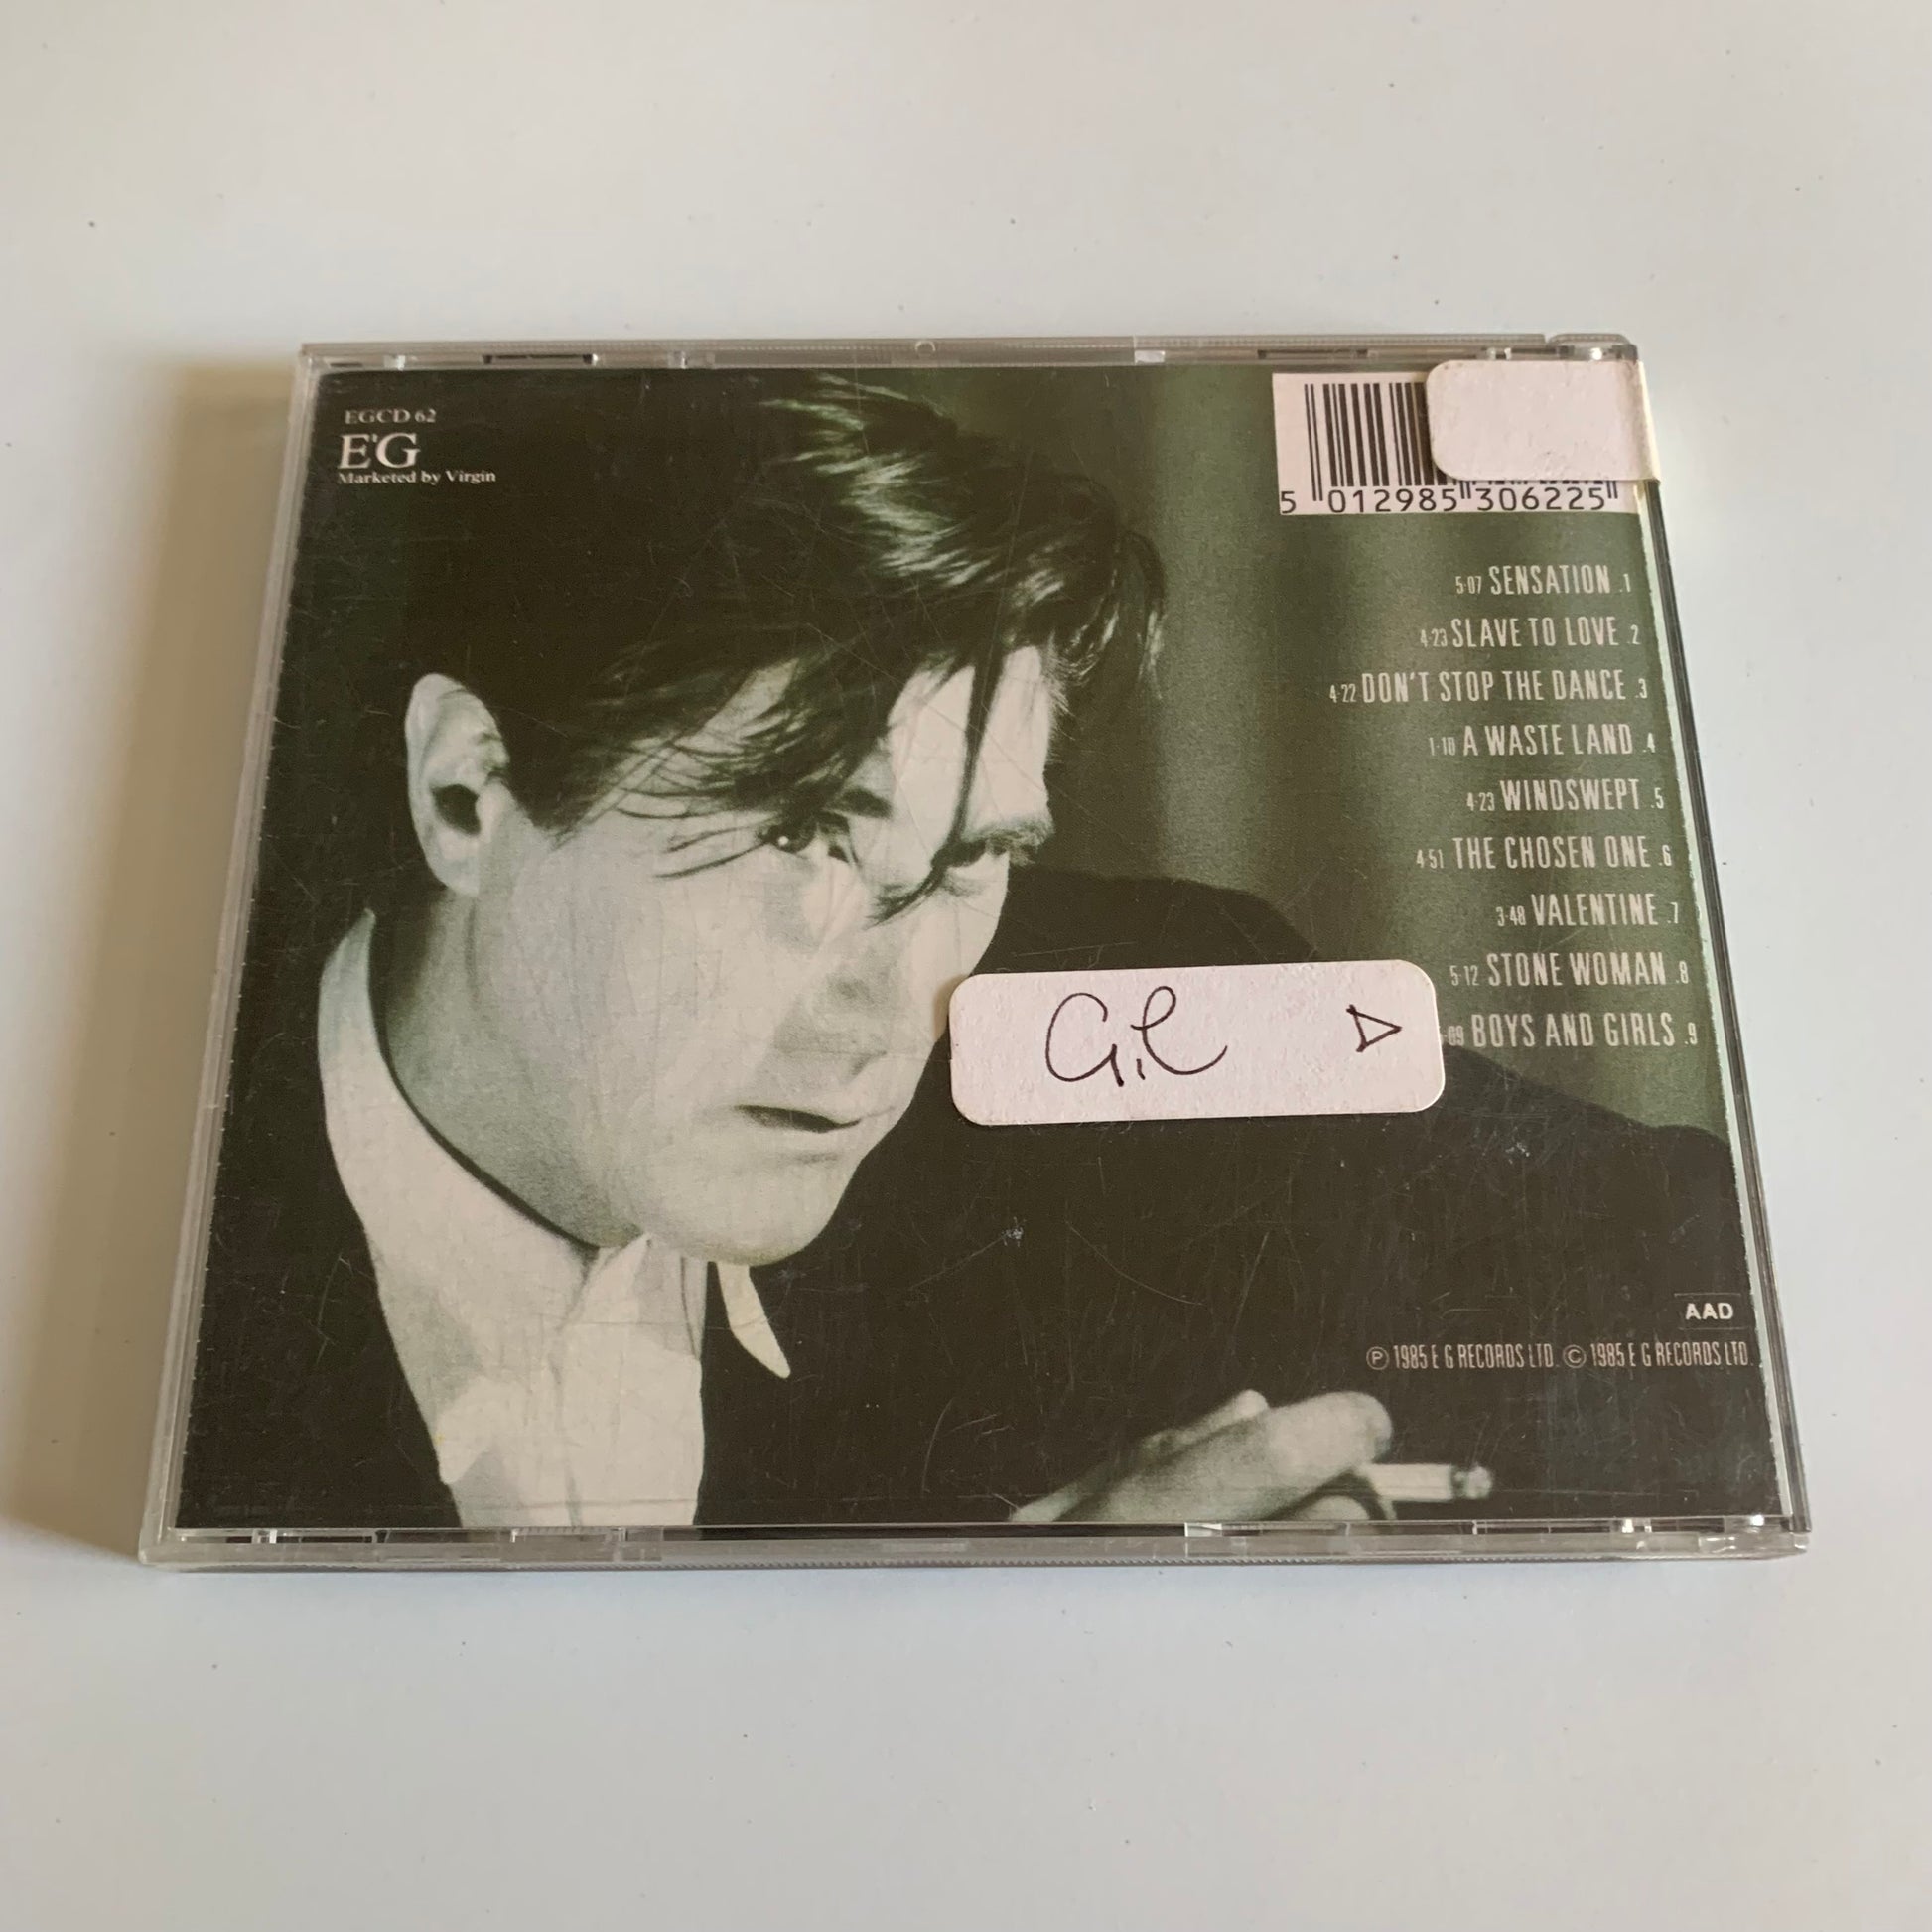 EGCD 62
E'G
Marketed by Virgin
5 012985 306225
5·07 SENSATION .1
4·23 SLAVE TO LOVE .2
4·22 DON'T STOP THE DANCE .3
1·10 A WASTE LAND .4
4·23 WINDSWEPT .5
4·51 THE CHOSEN ONE .6
3·48 VALENTINE .7
5·12 STONE WOMAN .8
BOYS AND GIRLS .9
Gil
AAD
Ⓟ 1985 E G RECORDS LTD. © 1985 E G RECORDS LTD.